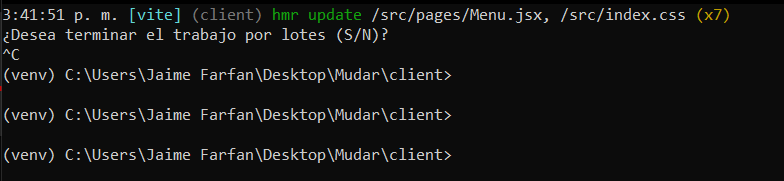 3:41:51 p. m. [vite] (client) hmr update /src/pages/Menu.jsx, /src/index.css (x7)
¿Desea terminar el trabajo por lotes (S/N)?
^C
(venv) C:\Users\Jaime Farfan\Desktop\Mudar\client>
(venv) C:\Users\Jaime Farfan\Desktop\Mudar\client>
(venv) C:\Users\Jaime Farfan\Desktop\Mudar\client>